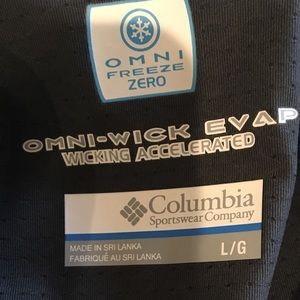 OMNI
FREEZE
ZERO
OMNI-WICK EVAP
WICKING ACCELERATED
Columbia
Sportswear Company
MADE IN SRI LANKA
FABRIQUÉ AU SRI LANKA
L/G